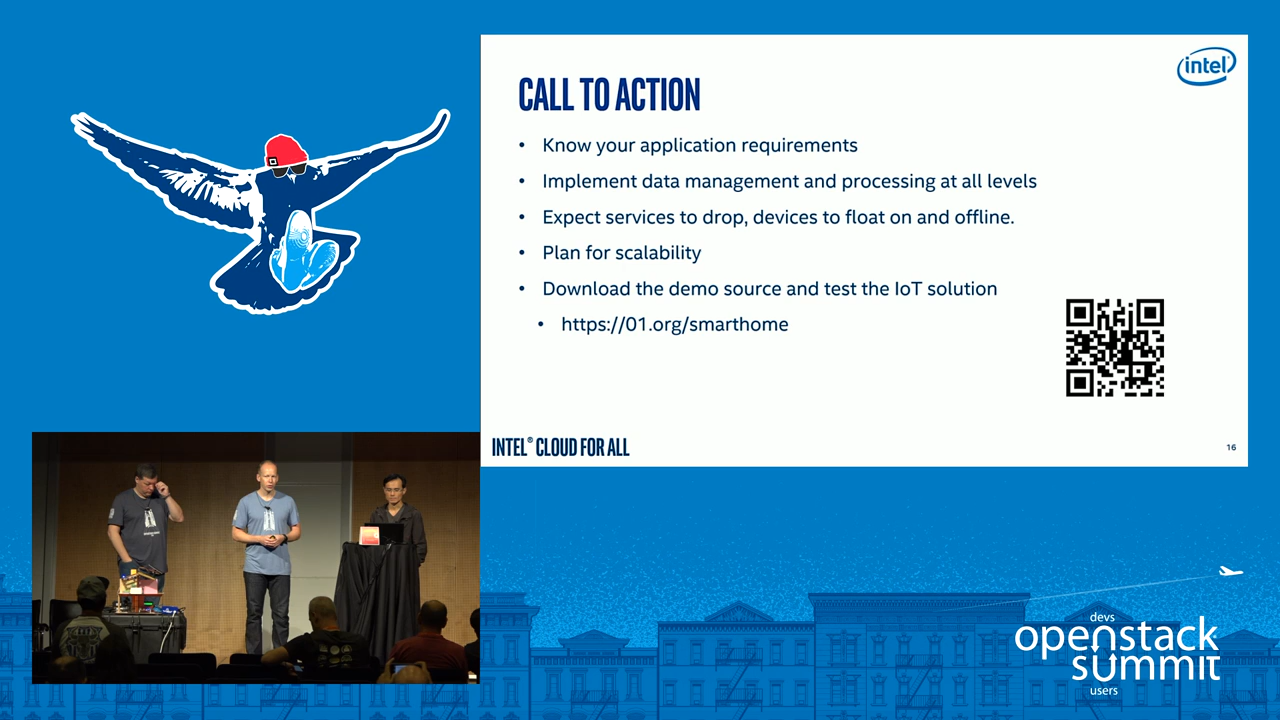 intel
CALL TO ACTION
• Know your application requirements
• Implement data management and processing at all levels
• Expect services to drop, devices to float on and offline.
• Plan for scalability
• Download the demo source and test the IoT solution
• https://01.org/smarthome
INTEL® CLOUD FOR ALL
16
devs
openstack
summit
users